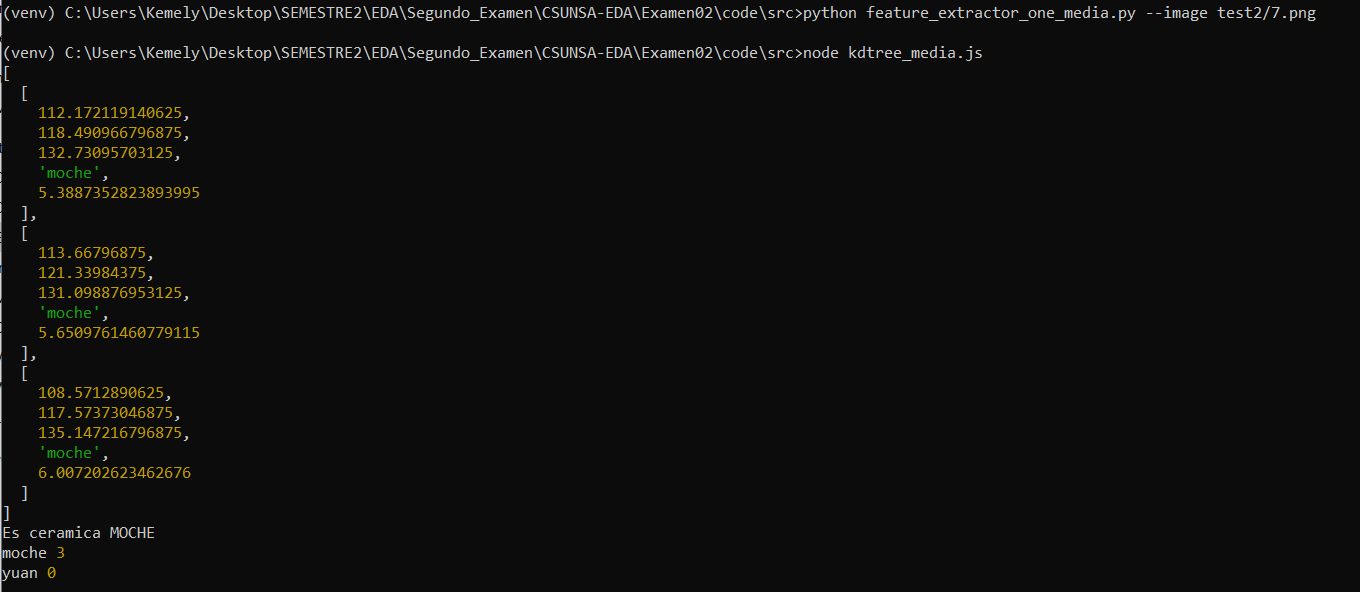 (venv) C:\Users\Kemely\Desktop\SEMESTRE2\EDA\Segundo_Examen\CSUNSA-EDA\Examen02\code\src>python feature_extractor_one_media.py --image test2/7.png
(venv) C:\Users\Kemely\Desktop\SEMESTRE2\EDA\Segundo_Examen\CSUNSA-EDA\Examen02\code\src>node kdtree_media.js
[
  [
    112.172119140625,
    118.490966796875,
    132.73095703125,
    'moche',
    5.3887352823893995
  ],
  [
    113.66796875,
    121.33984375,
    131.098876953125,
    'moche',
    5.6509761460779115
  ],
  [
    108.5712890625,
    117.57373046875,
    135.147216796875,
    'moche',
    6.007202623462676
  ]
]
Es ceramica MOCHE
moche 3
yuan 0